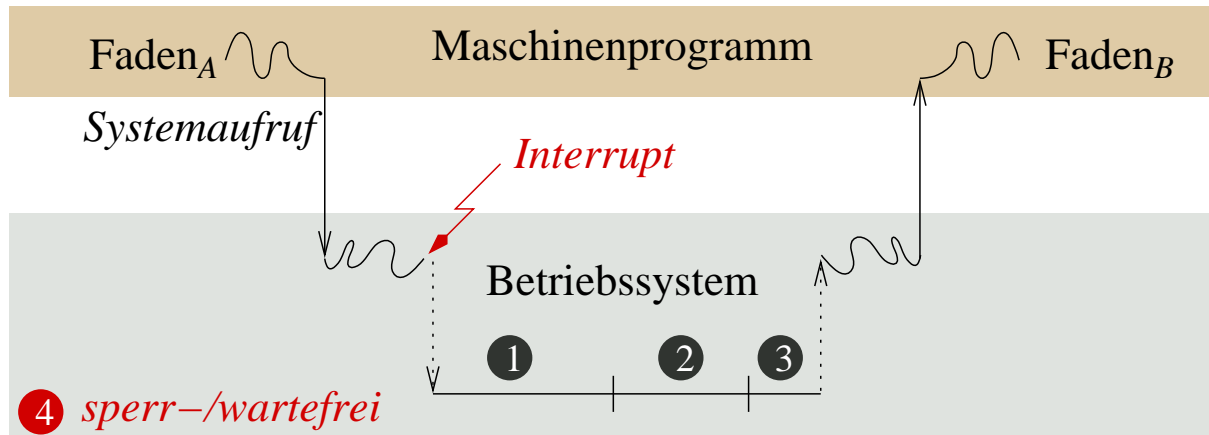 Faden_A Maschinenprogramm Faden_B
Systemaufruf
Interrupt
Betriebssystem
1 2 3
4 sperr-/wartefrei